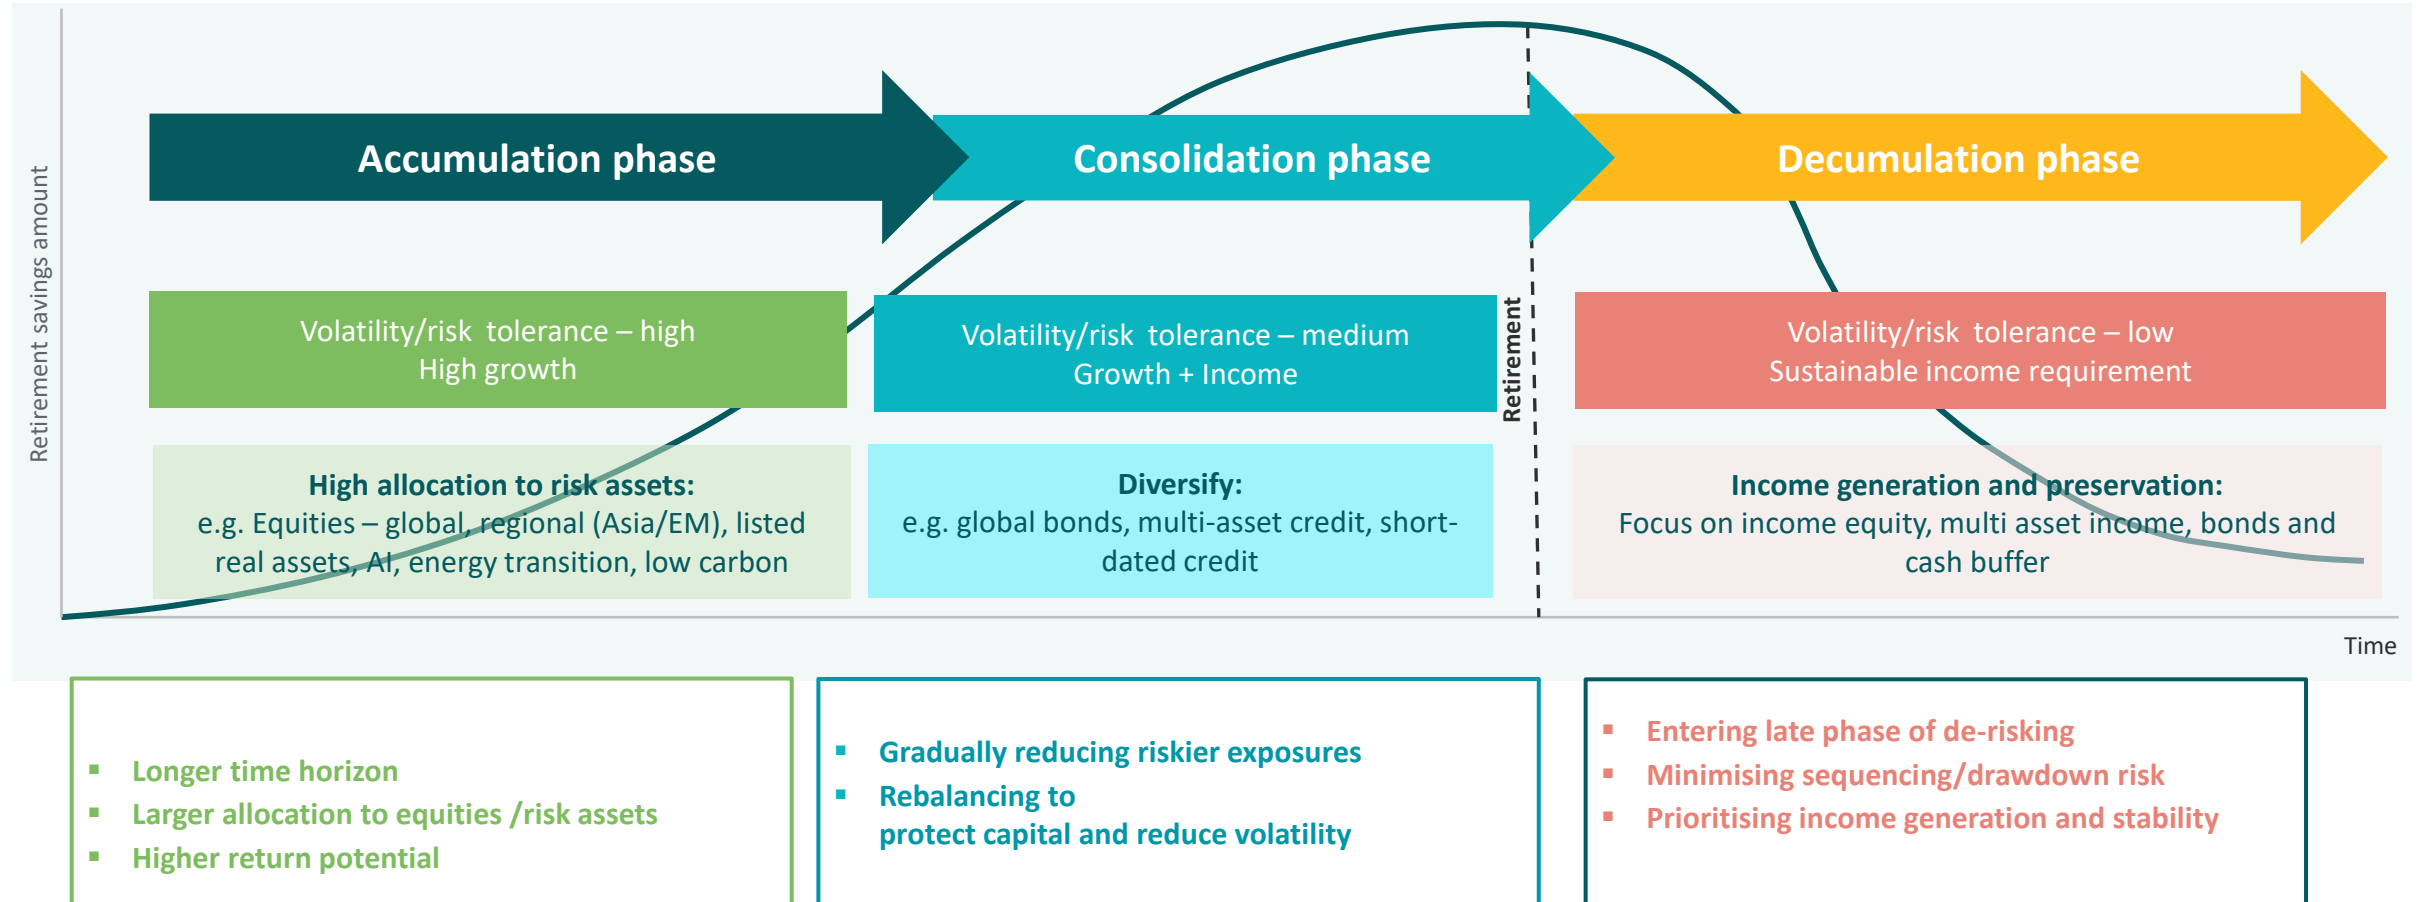 Retirement savings amount
Accumulation phase
Consolidation phase
Decumulation phase
Volatility/risk  tolerance – high
High growth
Volatility/risk  tolerance – medium
Growth + Income
Retirement
Volatility/risk  tolerance – low
Sustainable income requirement
High allocation to risk assets:
e.g. Equities – global, regional (Asia/EM), listed
real assets, AI, energy transition, low carbon
Diversify:
e.g. global bonds, multi-asset credit, short-
dated credit
Income generation and preservation:
Focus on income equity, multi asset income, bonds and
cash buffer
Time
▪ Longer time horizon
▪ Larger allocation to equities /risk assets
▪ Higher return potential
▪ Gradually reducing riskier exposures
▪ Rebalancing to
protect capital and reduce volatility
▪ Entering late phase of de-risking
▪ Minimising sequencing/drawdown risk
▪ Prioritising income generation and stability